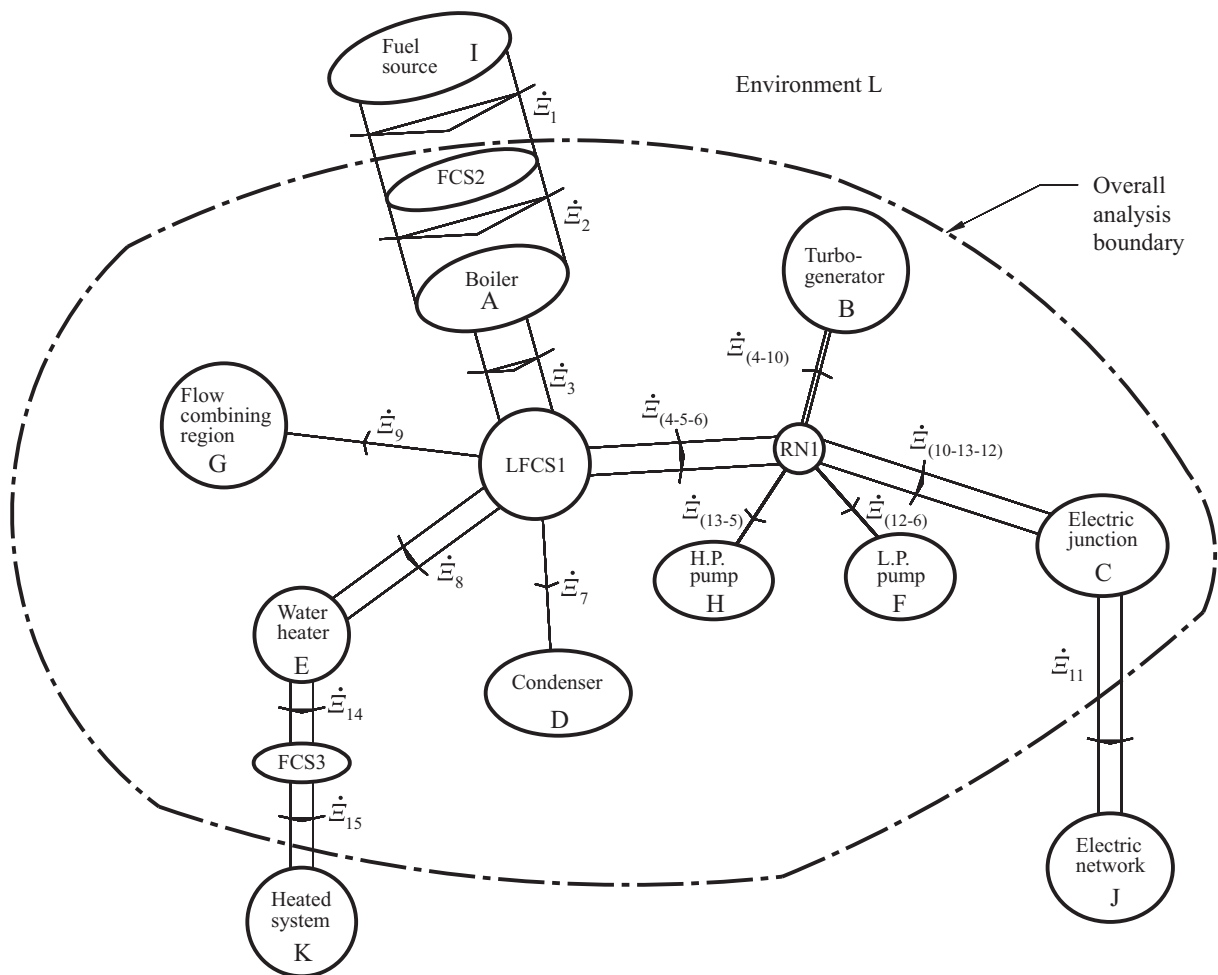 Fuel
source
I
Environment L
Ξ̇₁
FCS2
Ξ̇₂
Overall
analysis
boundary
Boiler
A
Turbo-
generator
B
Ξ̇₃
Ξ̇₍₄₋₁₀₎
Flow
combining
region
G
Ξ̇₉
LFCS1
Ξ̇₍₄₋₅₋₆₎
RN1
Ξ̇₍₁₀₋₁₃₋₁₂₎
Ξ̇₍₁₃₋₅₎
Ξ̇₍₁₂₋₆₎
Electric
junction
C
H.P.
pump
H
L.P.
pump
F
Ξ̇₈
Ξ̇₇
Water
heater
E
Condenser
D
Ξ̇₁₁
Ξ̇₁₄
FCS3
Ξ̇₁₅
Electric
network
J
Heated
system
K